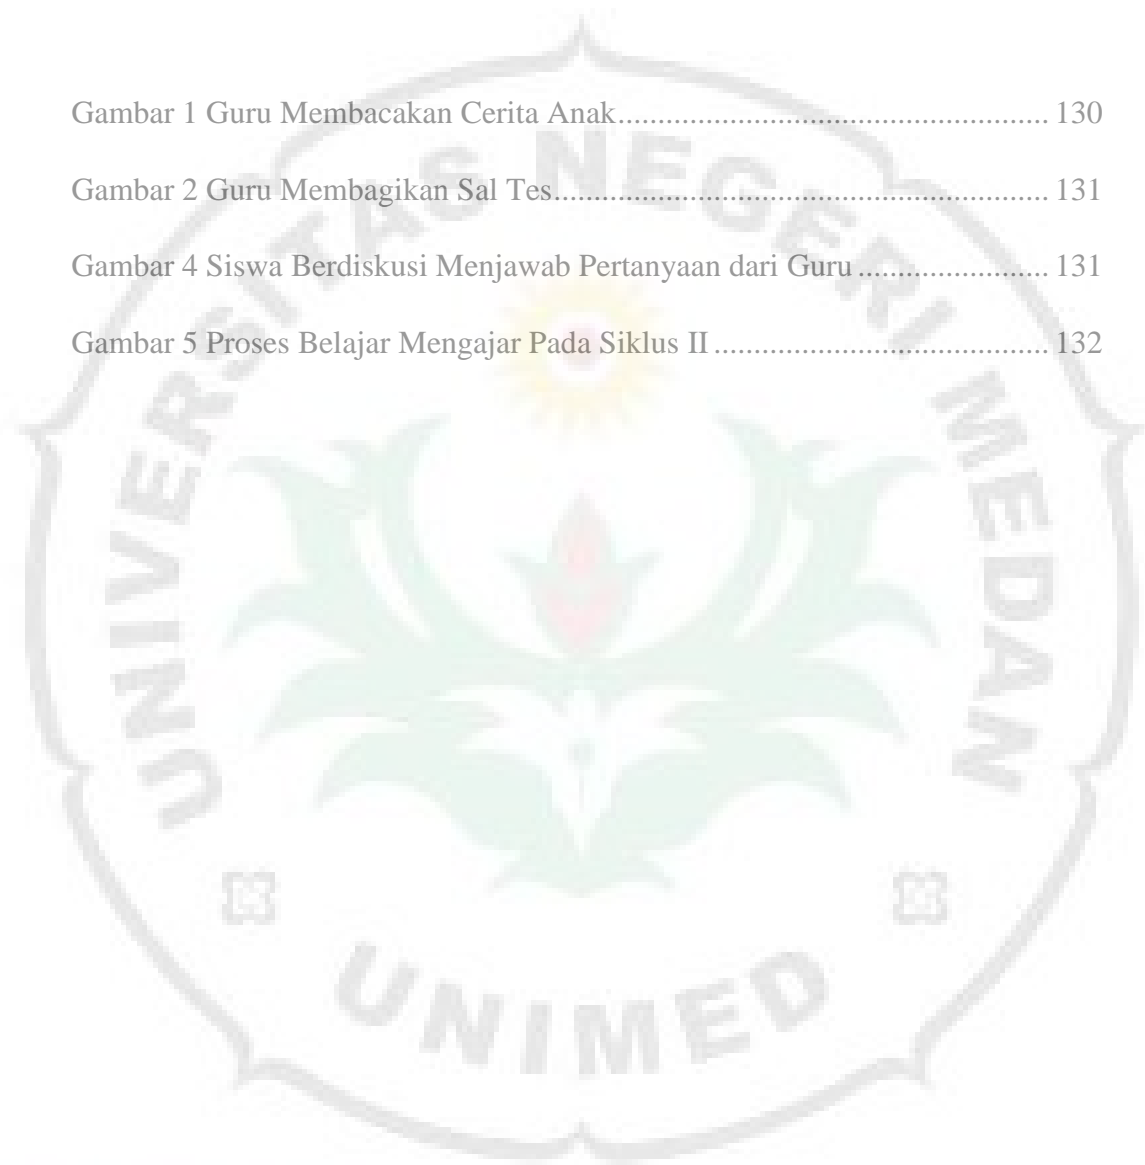 Gambar 1 Guru Membacakan Cerita Anak...................................................... 130
Gambar 2 Guru Membagikan Sal Tes.............................................................. 131
Gambar 4 Siswa Berdiskusi Menjawab Pertanyaan dari Guru ........................ 131
Gambar 5 Proses Belajar Mengajar Pada Siklus II .......................................... 132
UNIVERSITAS NEGERI MEDAN
UNIMED